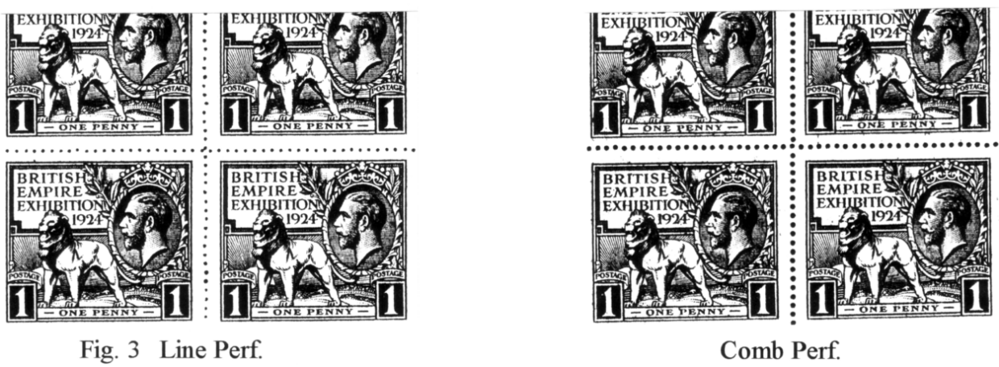 EXHIBITION
1924
POSTAGE
POSTAGE
1
ONE PENNY
1
EXHIBITION
1924
POSTAGE
POSTAGE
1
ONE PENNY
1
BRITISH
EMPIRE
EXHIBITION
1924
POSTAGE
POSTAGE
1
ONE PENNY
1
BRITISH
EMPIRE
EXHIBITION
1924
POSTAGE
POSTAGE
1
ONE PENNY
1
Fig. 3 Line Perf.
EXHIBITION
1924
POSTAGE
POSTAGE
1
ONE PENNY
1
EXHIBITION
1924
POSTAGE
POSTAGE
1
ONE PENNY
1
BRITISH
EMPIRE
EXHIBITION
1924
POSTAGE
POSTAGE
1
ONE PENNY
1
BRITISH
EMPIRE
EXHIBITION
1924
POSTAGE
POSTAGE
1
ONE PENNY
1
Comb Perf.